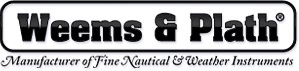 Weems & Plath®
Manufacturer of Fine Nautical & Weather Instruments